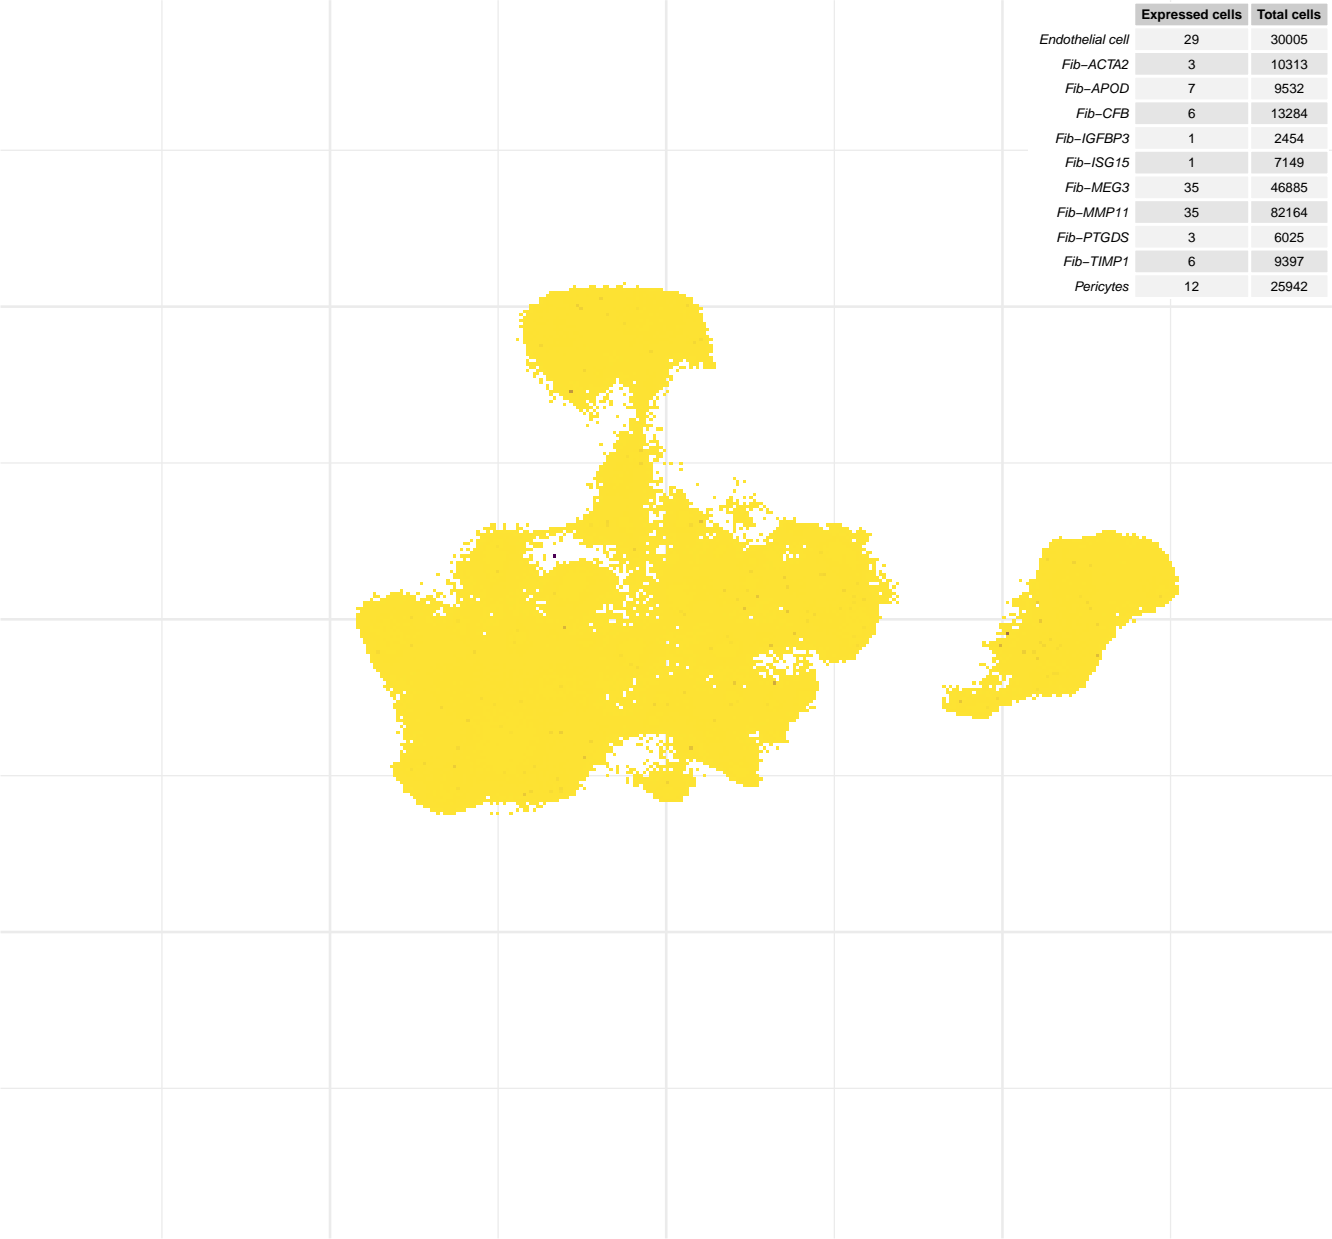 Expressed cells Total cells
Endothelial cell 29 30005
Fib−ACTA2 3 10313
Fib−APOD 7 9532
Fib−CFB 6 13284
Fib−IGFBP3 1 2454
Fib−ISG15 1 7149
Fib−MEG3 35 46885
Fib−MMP11 35 82164
Fib−PTGDS 3 6025
Fib−TIMP1 6 9397
Pericytes 12 25942